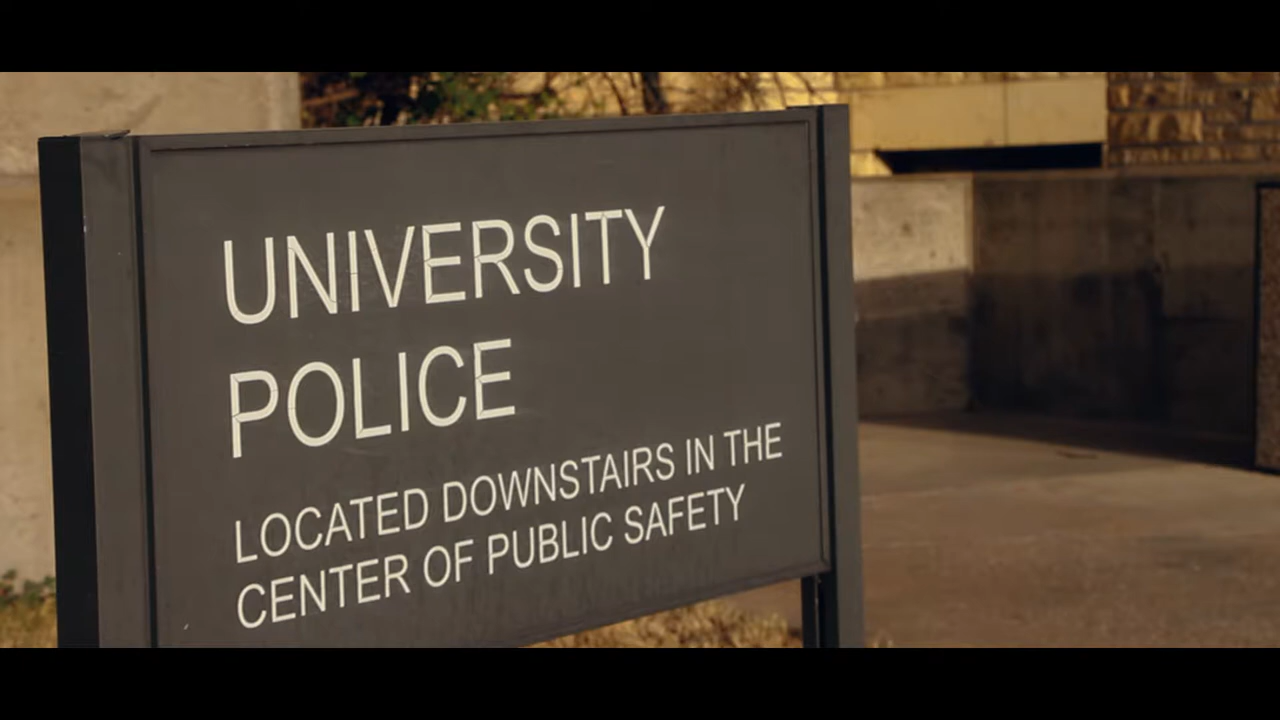 UNIVERSITY
POLICE
LOCATED DOWNSTAIRS IN THE
CENTER OF PUBLIC SAFETY